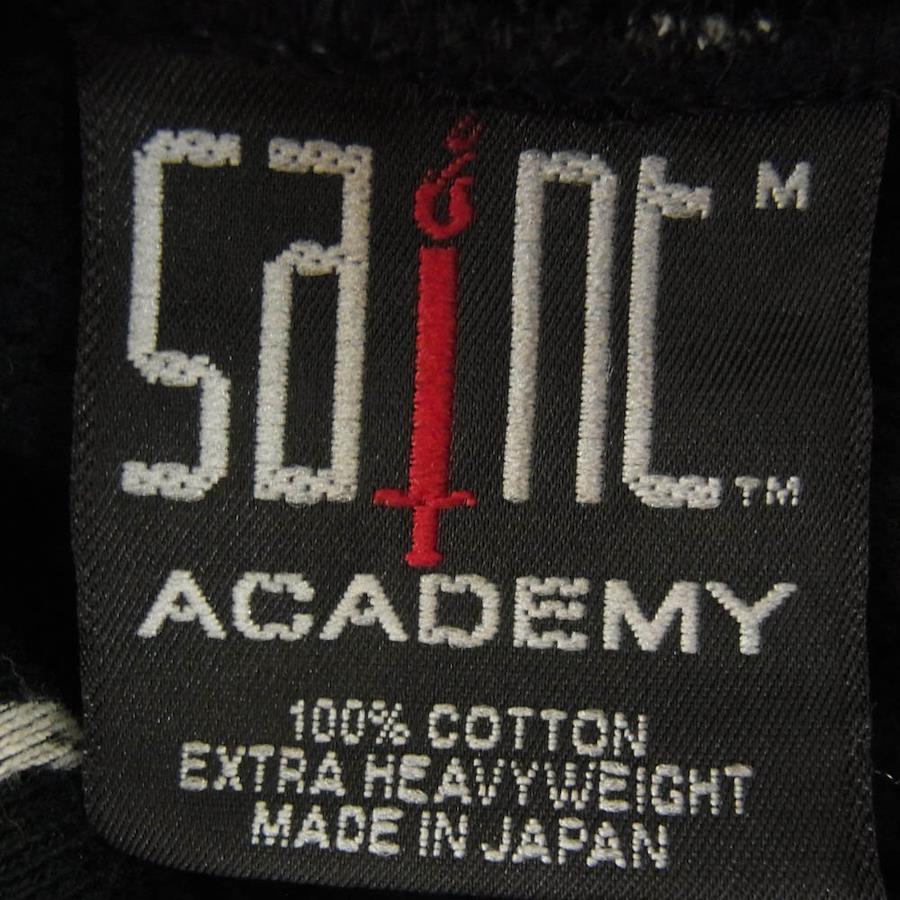 saint M
™
ACADEMY
100% COTTON
EXTRA HEAVYWEIGHT
MADE IN JAPAN